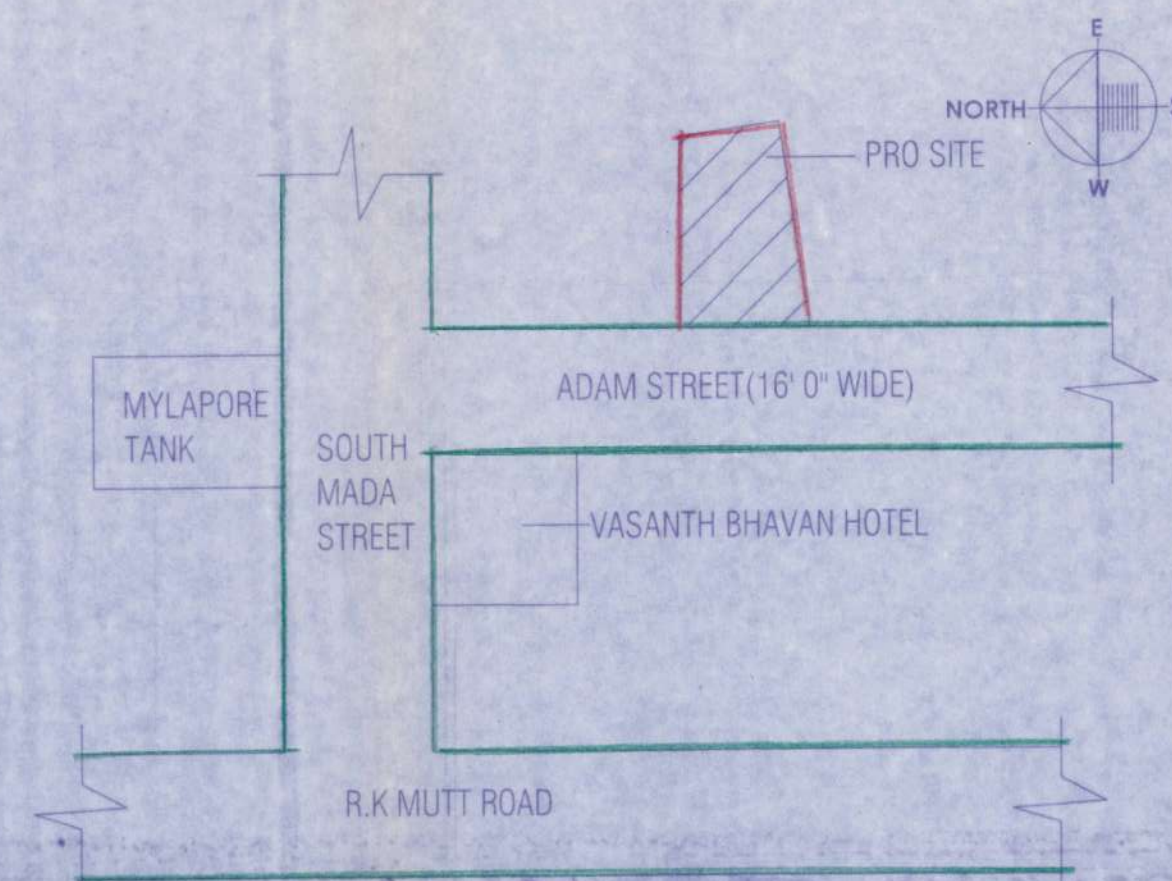 E
NORTH
W
PRO SITE
ADAM STREET(16' 0" WIDE)
MYLAPORE
TANK
SOUTH
MADA
STREET
VASANTH BHAVAN HOTEL
R.K MUTT ROAD